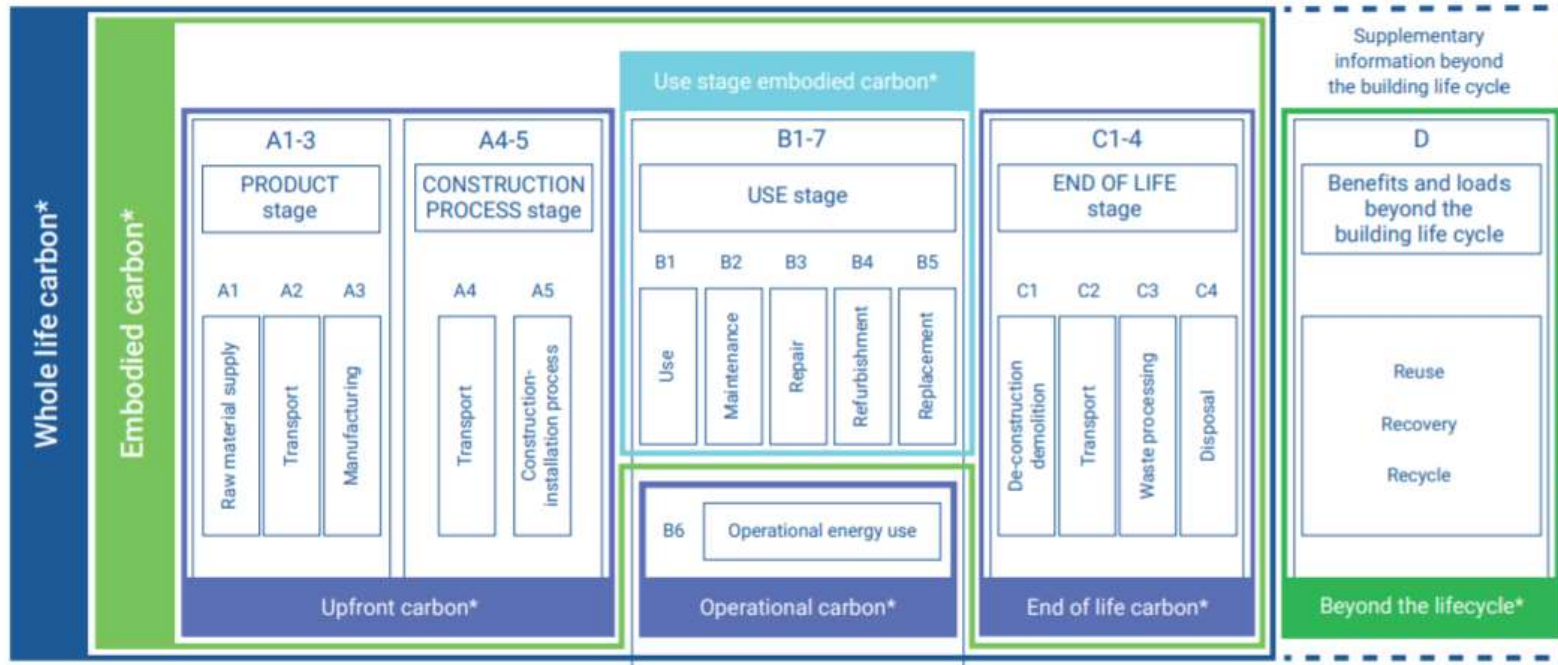 Whole life carbon*
Embodied carbon*
Use stage embodied carbon*
Supplementary
information beyond
the building life cycle
A1-3
PRODUCT
stage
A1
A2
A3
Raw material supply
Transport
Manufacturing
A4-5
CONSTRUCTION
PROCESS stage
A4
A5
Transport
Construction-
installation process
Upfront carbon*
B1-7
USE stage
B1
B2
B3
B4
B5
Use
Maintenance
Repair
Refurbishment
Replacement
B6
Operational energy use
Operational carbon*
C1-4
END OF LIFE
stage
C1
C2
C3
C4
De-construction
demolition
Transport
Waste processing
Disposal
End of life carbon*
D
Benefits and loads
beyond the
building life cycle
Reuse
Recovery
Recycle
Beyond the lifecycle*